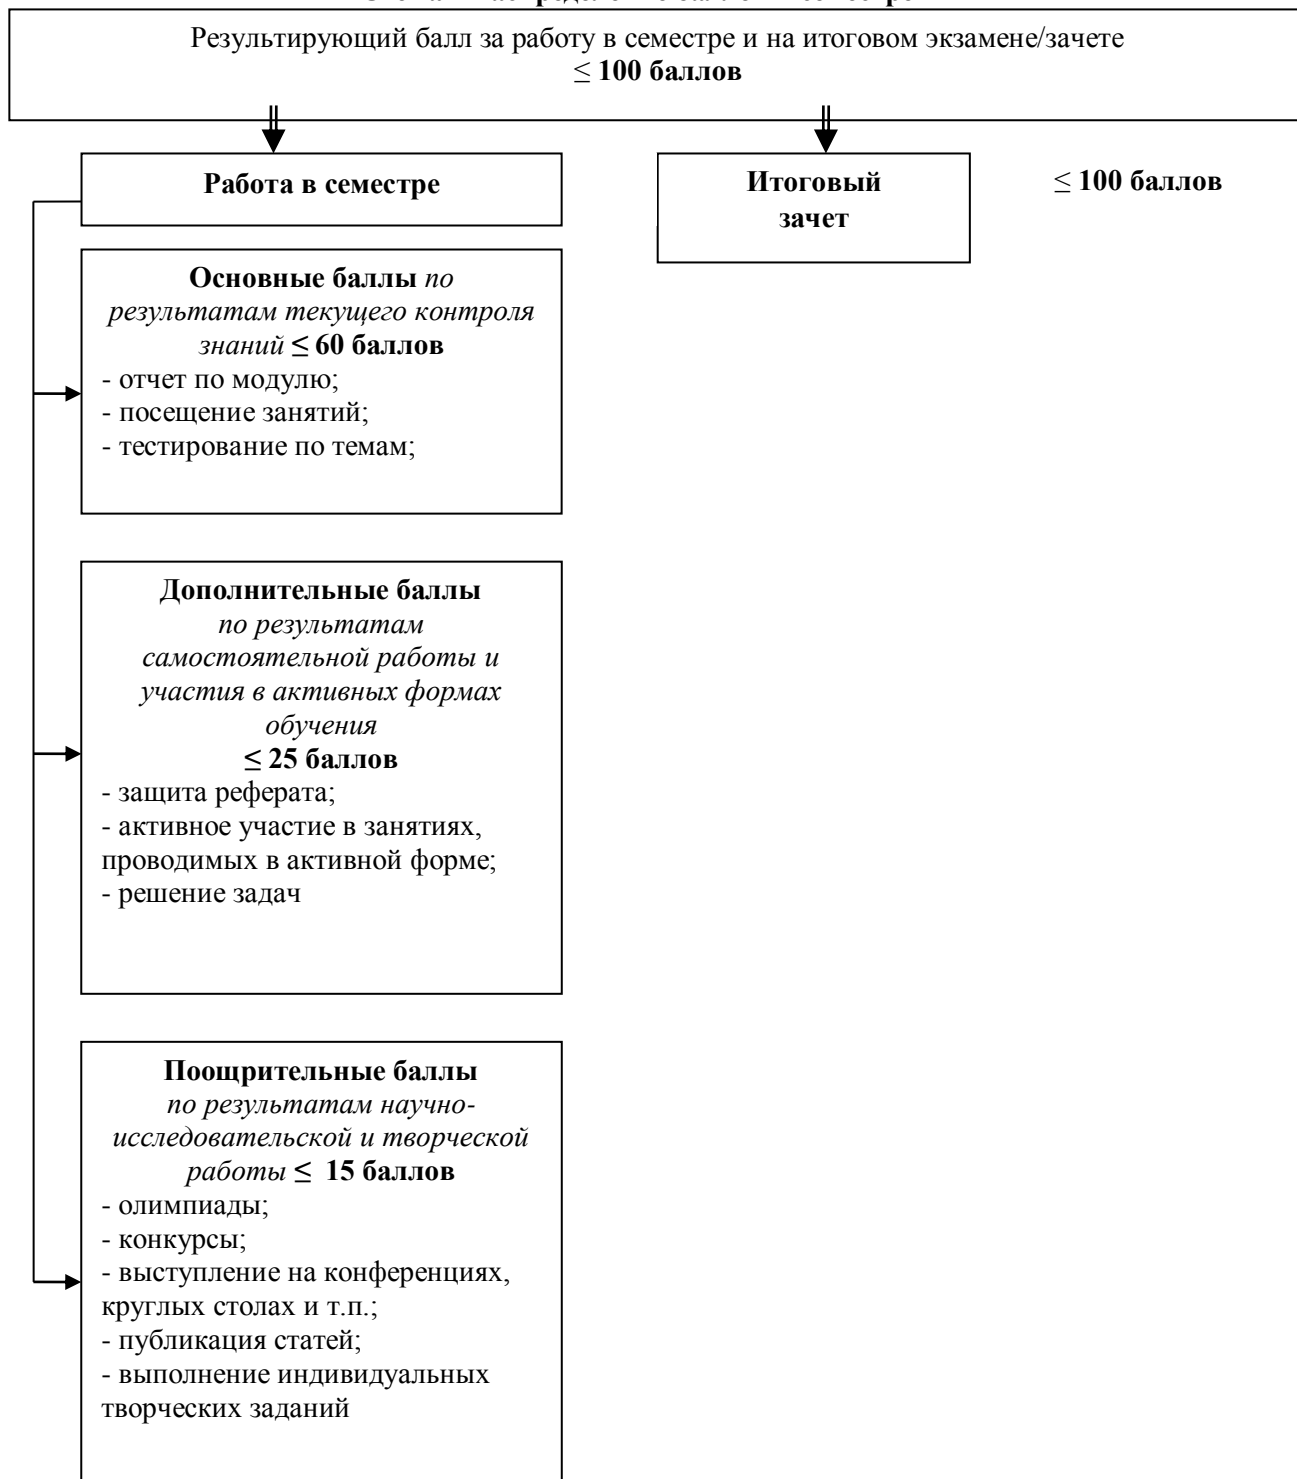 Результирующий балл за работу в семестре и на итоговом экзамене/зачете
≤ 100 баллов
Работа в семестре
Итоговый
зачет
≤ 100 баллов
Основные баллы по
результатам текущего контроля
знаний ≤ 60 баллов
- отчет по модулю;
- посещение занятий;
- тестирование по темам;
Дополнительные баллы
по результатам
самостоятельной работы и
участия в активных формах
обучения
≤ 25 баллов
- защита реферата;
- активное участие в занятиях,
проводимых в активной форме;
- решение задач
Поощрительные баллы
по результатам научно-
исследовательской и творческой
работы ≤ 15 баллов
- олимпиады;
- конкурсы;
- выступление на конференциях,
круглых столах и т.п.;
- публикация статей;
- выполнение индивидуальных
творческих заданий